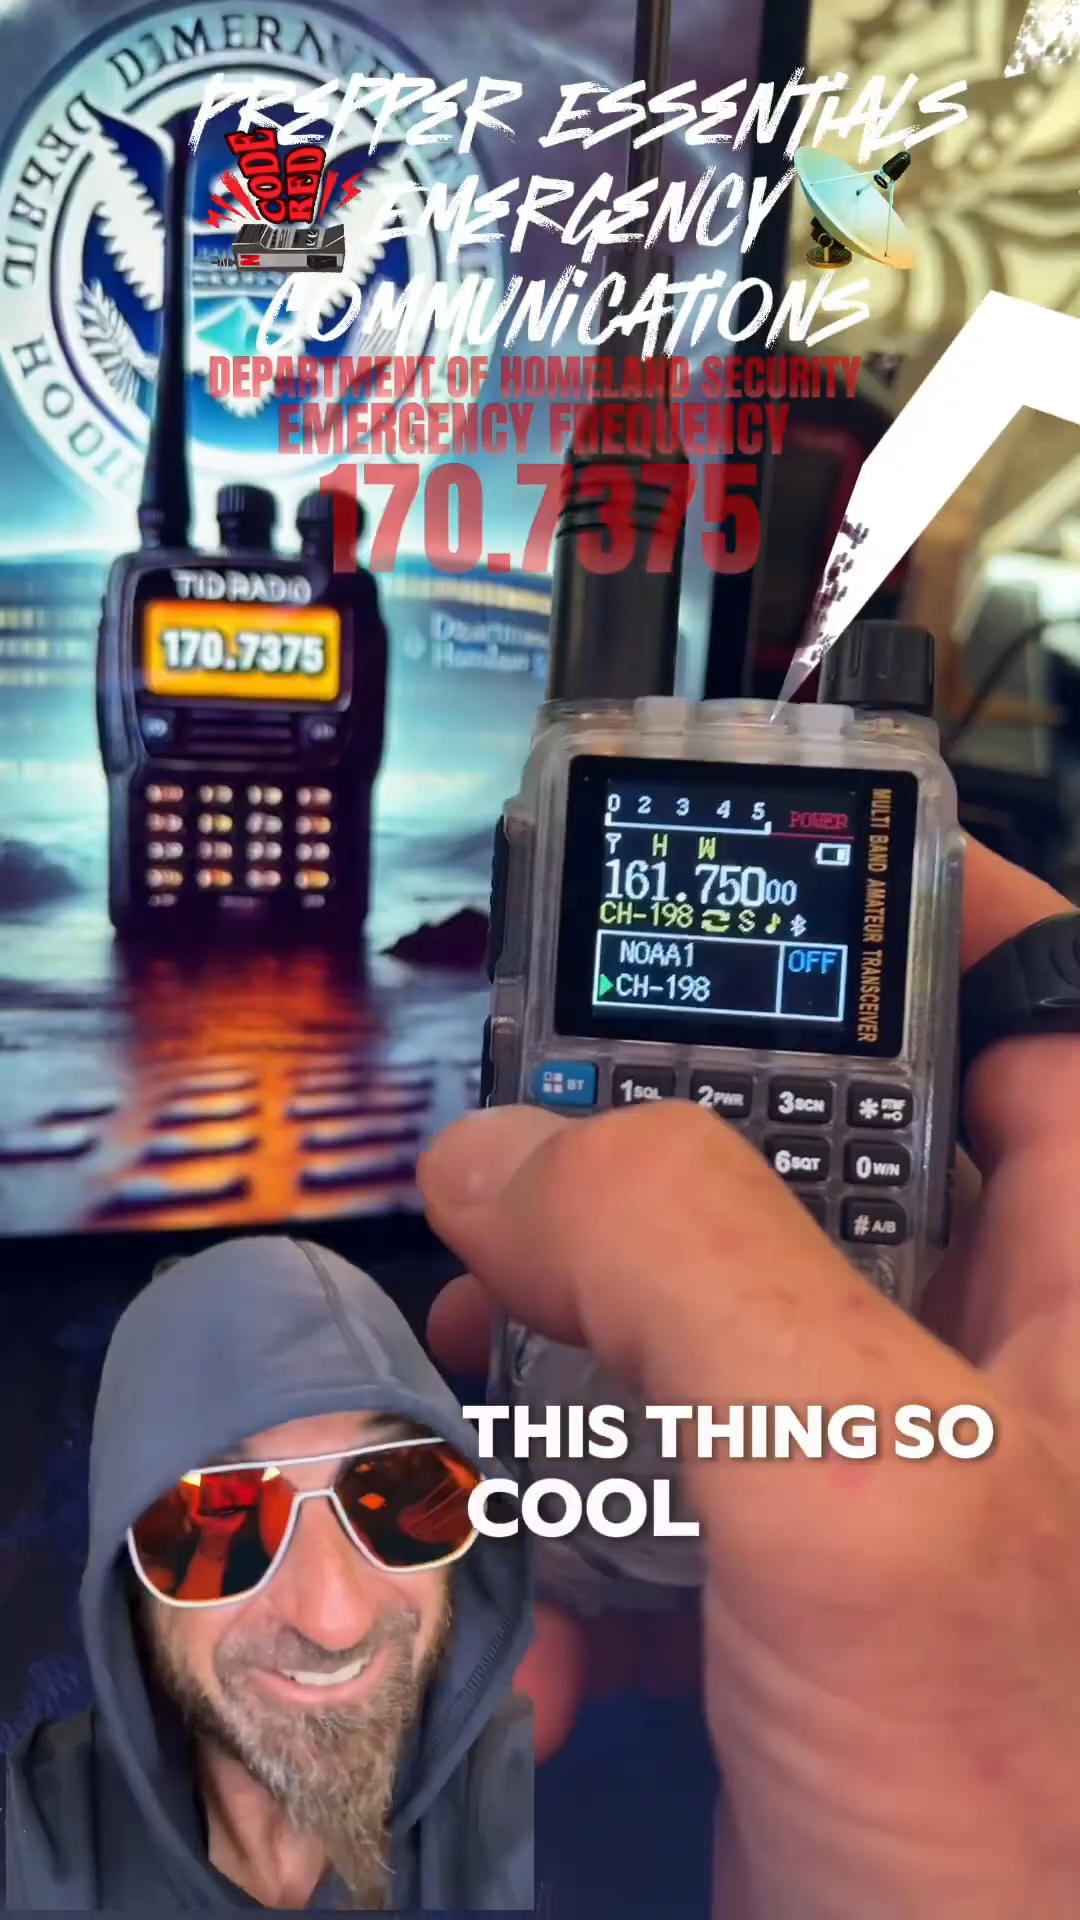 PREPPER ESSENTIALS
EMERGENCY
COMMUNICATIONS
CODE
RED
DEPARTMENT OF HOMELAND SECURITY
EMERGENCY FREQUENCY
170.7375
TIDRADIO
170.7375
0 2 3 4 5 POWER
H W
161.75000
CH-198 S
NOAA1 OFF
CH-198
MULTI BAND AMATEUR TRANSCEIVER
BT 1SQL 2PWR 3SCN *
6SQT 0W/N
#A/B
THIS THING SO
COOL